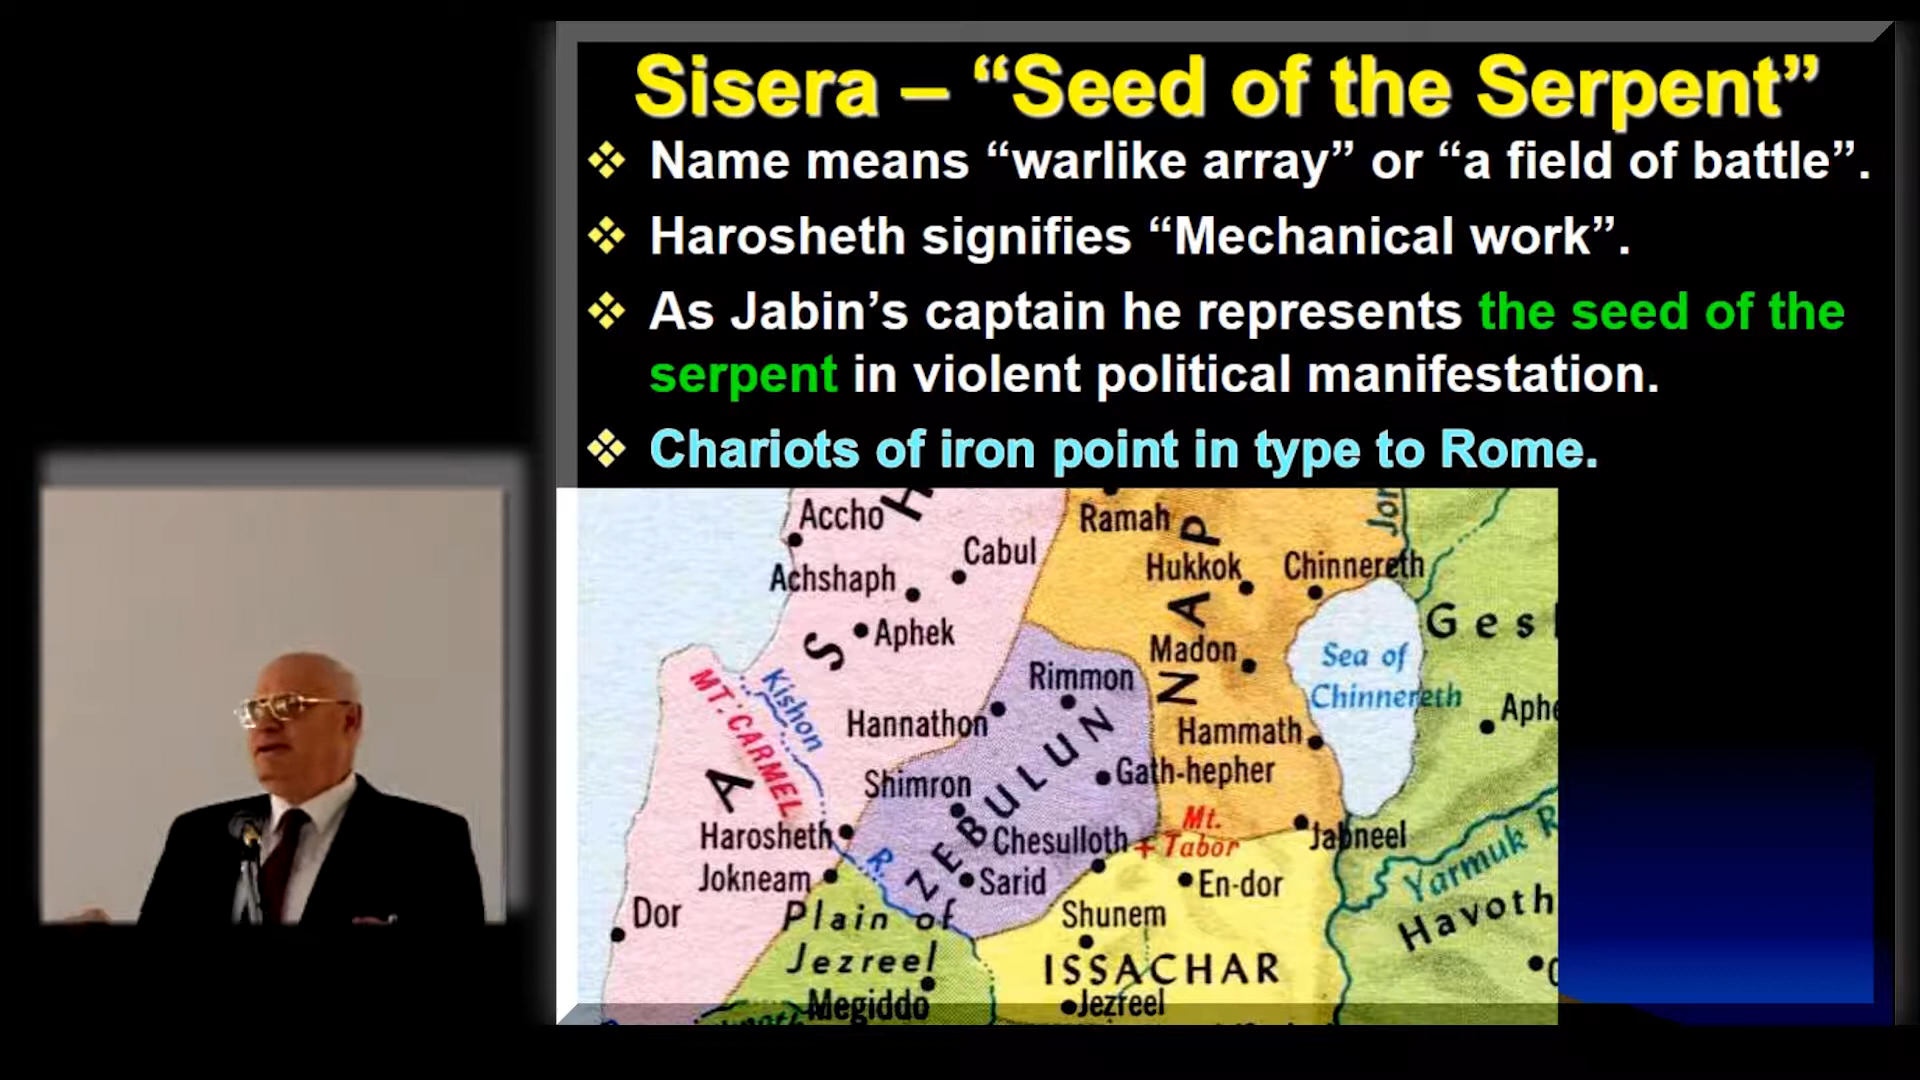 Sisera – “Seed of the Serpent”
❖ Name means “warlike array” or “a field of battle”.
❖ Harosheth signifies “Mechanical work”.
❖ As Jabin’s captain he represents the seed of the
serpent in violent political manifestation.
❖ Chariots of iron point in type to Rome.
Accho
H
Ramah
P
Jor
Cabul
Hukkok
Chinnereth
Achshaph
A
S
Aphek
Ges
Madon
Sea of
Chinnereth
Rimmon
N
MT. CARMEL
Kishon
Hannathon
Aphe
Hammath
Shimron
Gath-hepher
A
ZEBULUN
Harosheth
R.
Chesulloth
Mt.
Tabor
Jabneel
Yarmuk R
Jokneam
Sarid
En-dor
Dor
Plain of
Jezreel
Shunem
Havoth
ISSACHAR
Megiddo
Jezreel